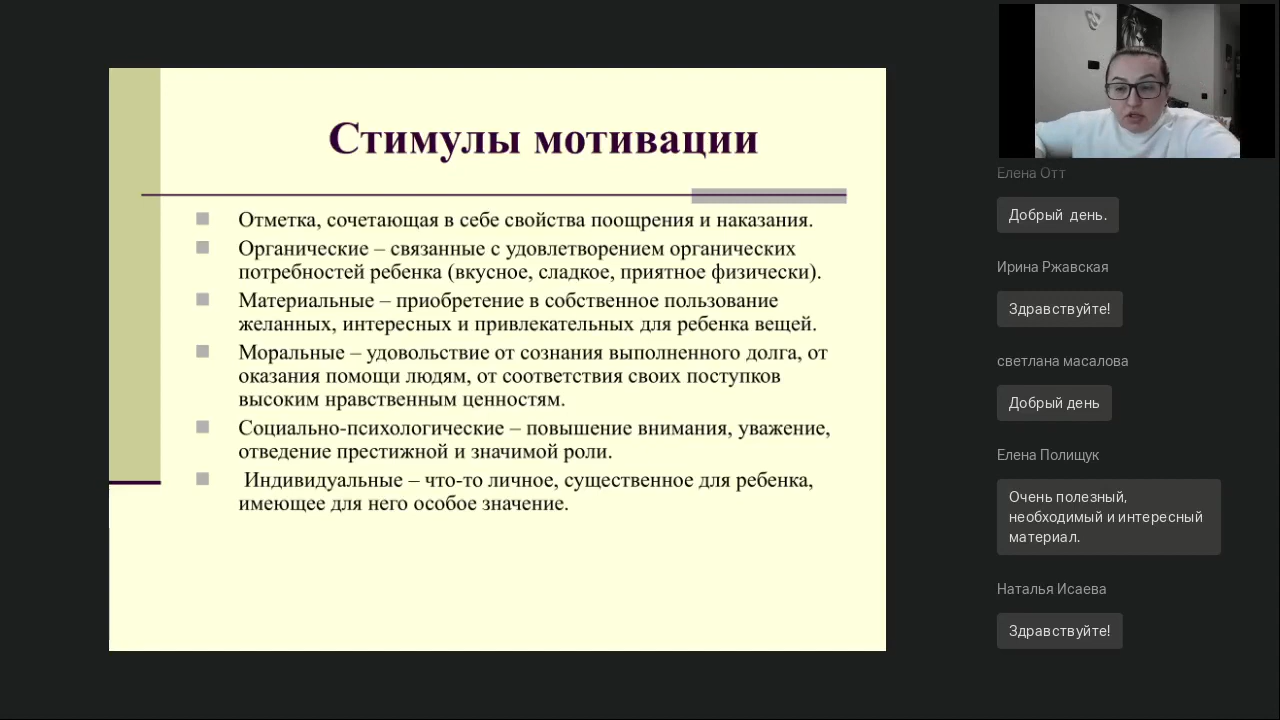 Стимулы мотивации
Отметка, сочетающая в себе свойства поощрения и наказания.
Органические – связанные с удовлетворением органических
потребностей ребенка (вкусное, сладкое, приятное физически).
Материальные – приобретение в собственное пользование
желанных, интересных и привлекательных для ребенка вещей.
Моральные – удовольствие от сознания выполненного долга, от
оказания помощи людям, от соответствия своих поступков
высоким нравственным ценностям.
Социально-психологические – повышение внимания, уважение,
отведение престижной и значимой роли.
Индивидуальные – что-то личное, существенное для ребенка,
имеющее для него особое значение.
Елена Отт
Добрый день.
Ирина Ржавская
Здравствуйте!
светлана масалова
Добрый день
Елена Полищук
Очень полезный,
необходимый и интересный
материал.
Наталья Исаева
Здравствуйте!